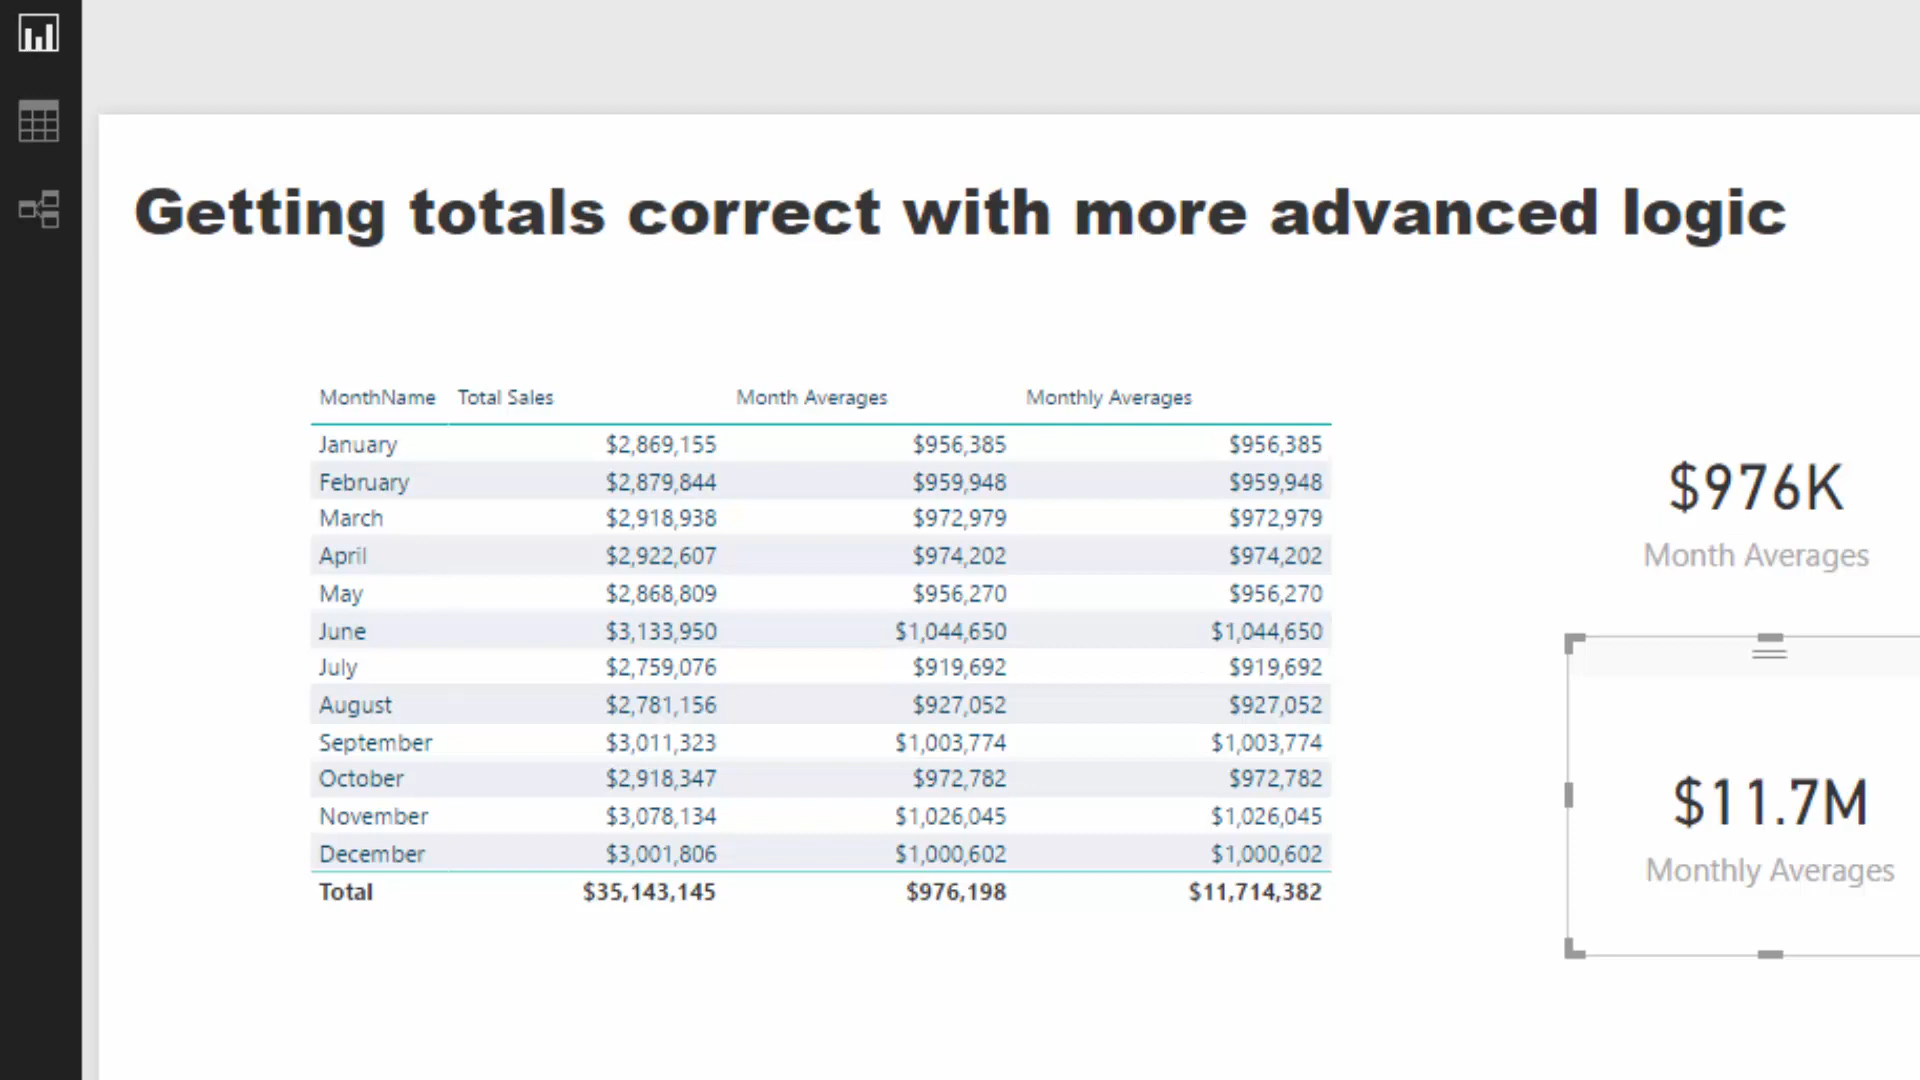 Getting totals correct with more advanced logic
MonthName Total Sales Month Averages Monthly Averages
January $2,869,155 $956,385 $956,385
February $2,879,844 $959,948 $959,948
March $2,918,938 $972,979 $972,979
April $2,922,607 $974,202 $974,202
May $2,868,809 $956,270 $956,270
June $3,133,950 $1,044,650 $1,044,650
July $2,759,076 $919,692 $919,692
August $2,781,156 $927,052 $927,052
September $3,011,323 $1,003,774 $1,003,774
October $2,918,347 $972,782 $972,782
November $3,078,134 $1,026,045 $1,026,045
December $3,001,806 $1,000,602 $1,000,602
Total $35,143,145 $976,198 $11,714,382
$976K
Month Averages
$11.7M
Monthly Averages